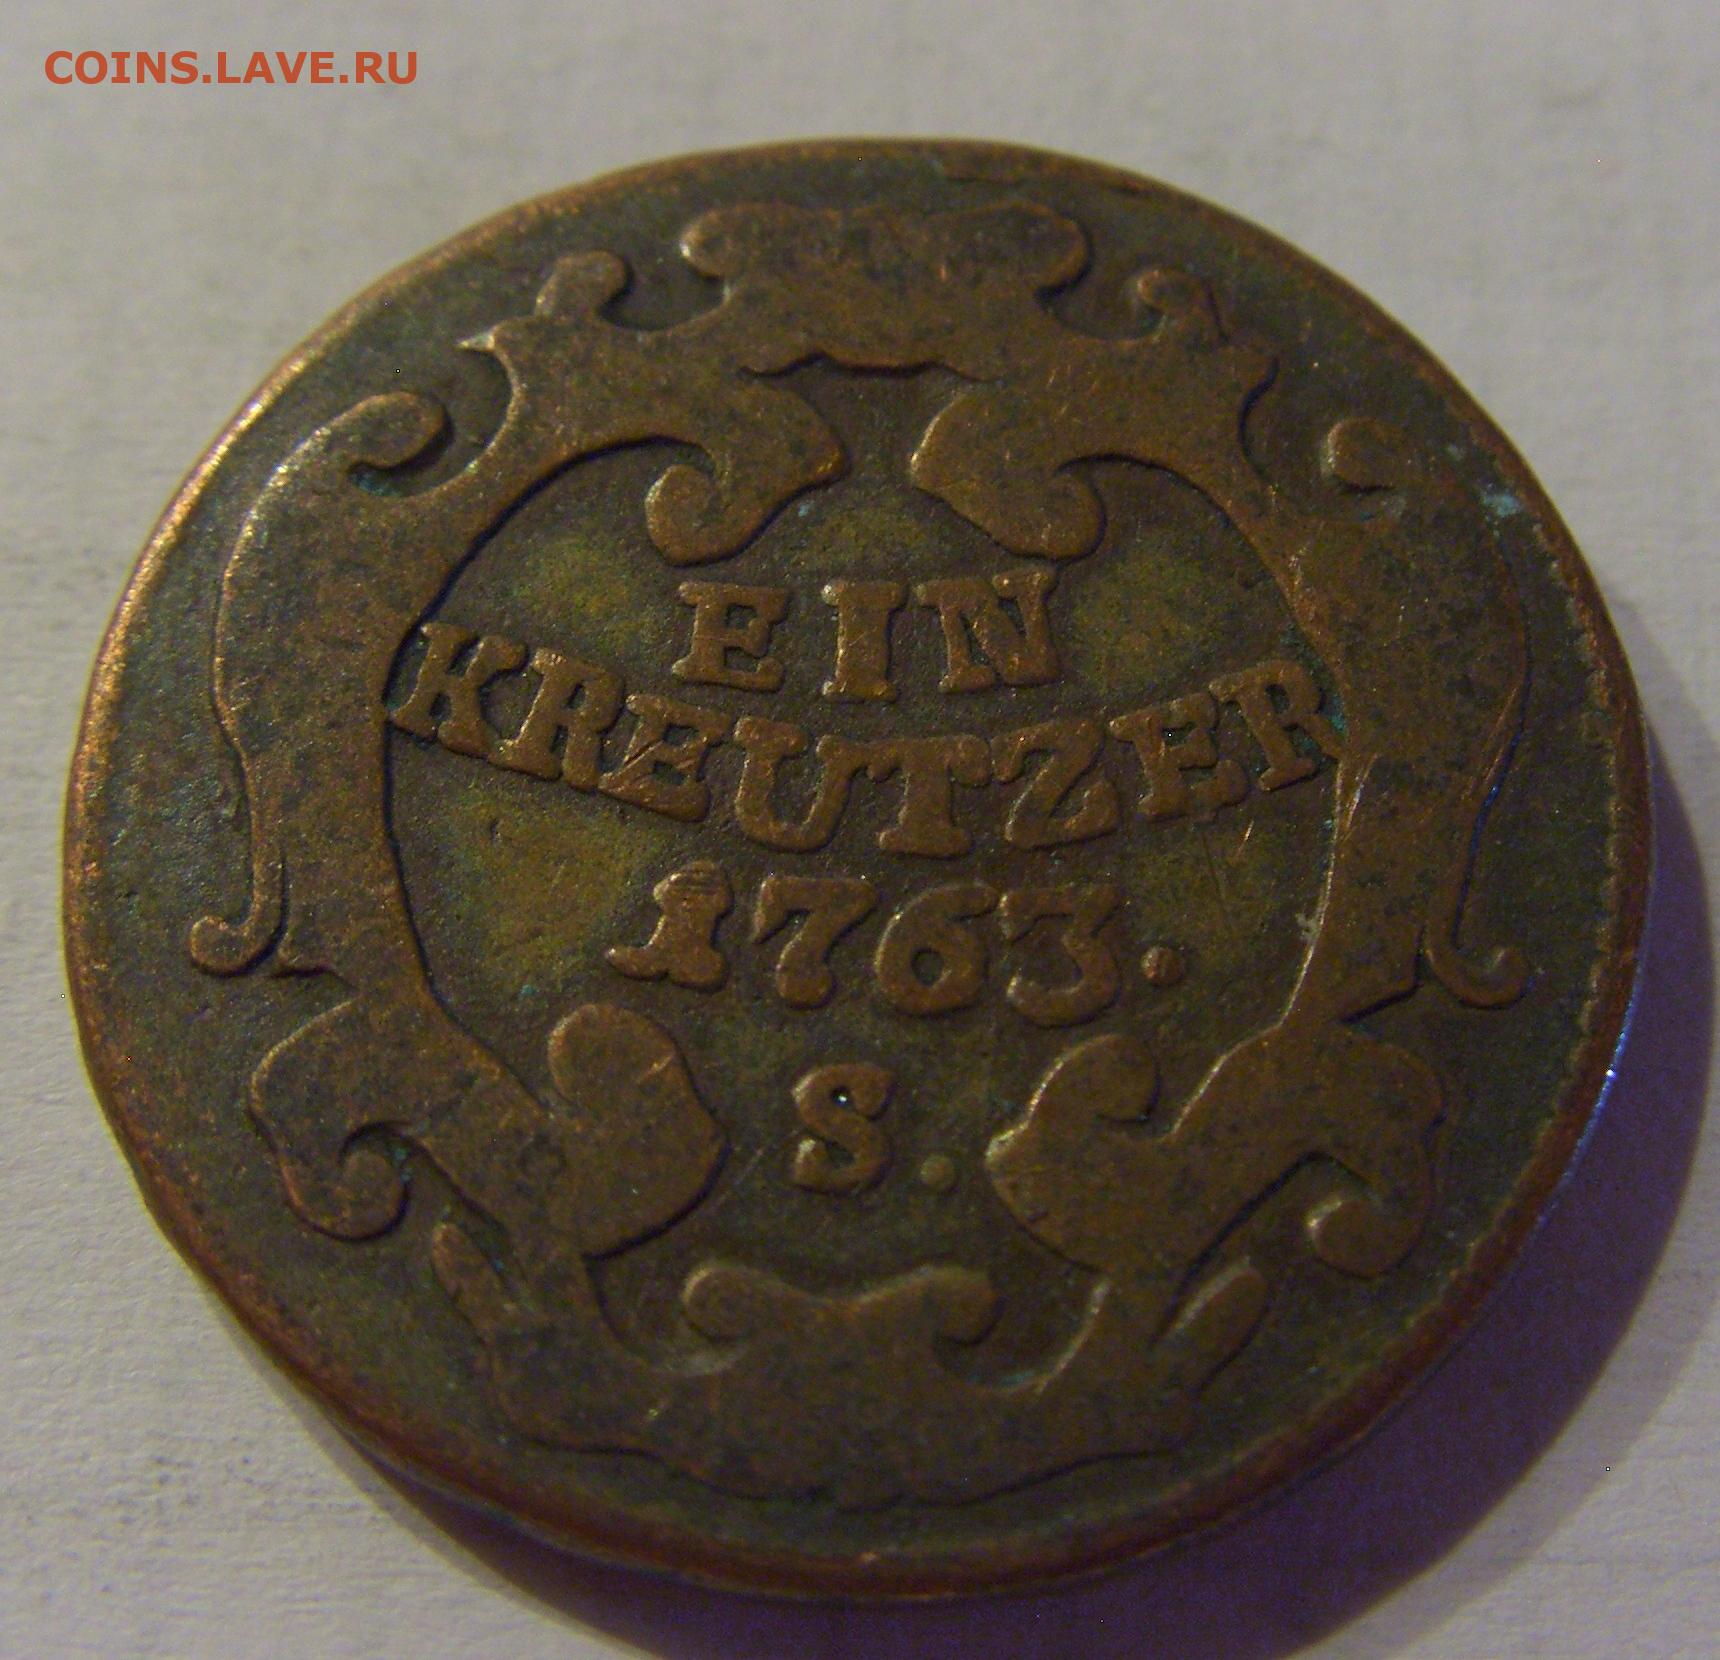 COINS.LAVE.RU
EIN
KREUTZER
1763.
S.